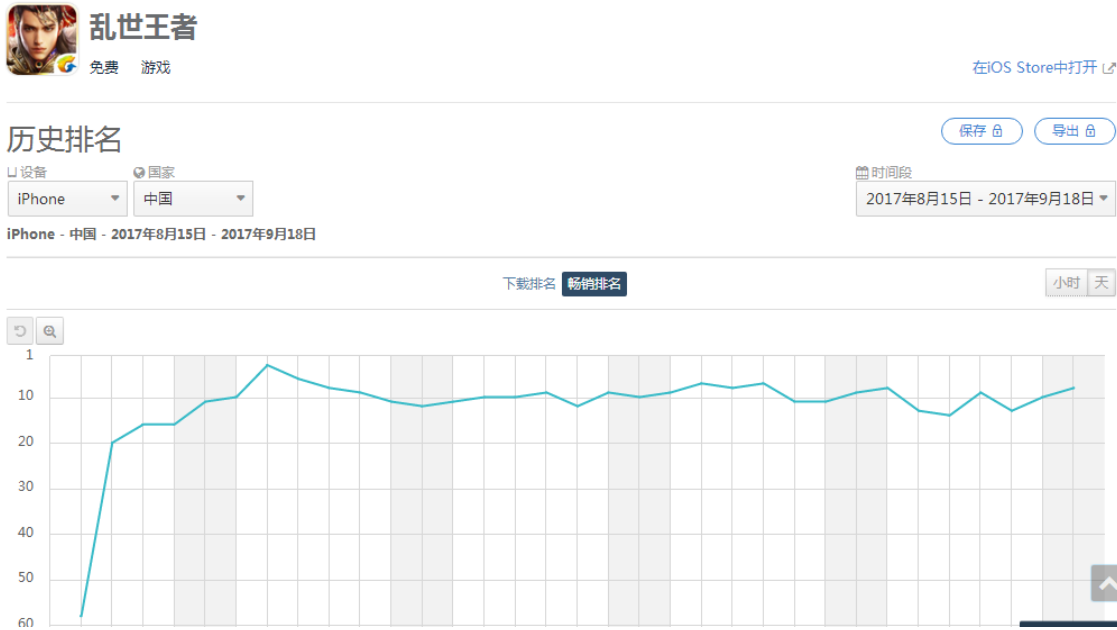 乱世王者
免费 游戏
在iOS Store中打开
历史排名
保存 导出
设备 国家 时间段
iPhone 中国 2017年8月15日 - 2017年9月18日
iPhone - 中国 - 2017年8月15日 - 2017年9月18日
下载排名 畅销排名
小时 天
1
10
20
30
40
50
60